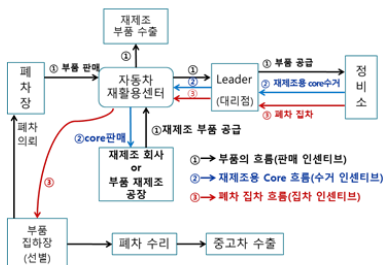 재제조
부품 수출
①
폐
차
장
① 부품 판매
자동차
재활용센터
①
②
③
Leader
(대리점)
① 부품 공급
② 재제조용 core수거
③ 폐차 집차
정
비
소
폐차
의뢰
③
②core판매
①재제조 부품 공급
재제조 회사
or
부품 재제조
공장
①→부품의 흐름(판매 인센티브)
②→재제조용 Core 흐름(수거 인센티브)
③→폐차 집차 흐름(집차 인센티브)
부품
집하장
(선별)
폐차 수리
중고차 수출